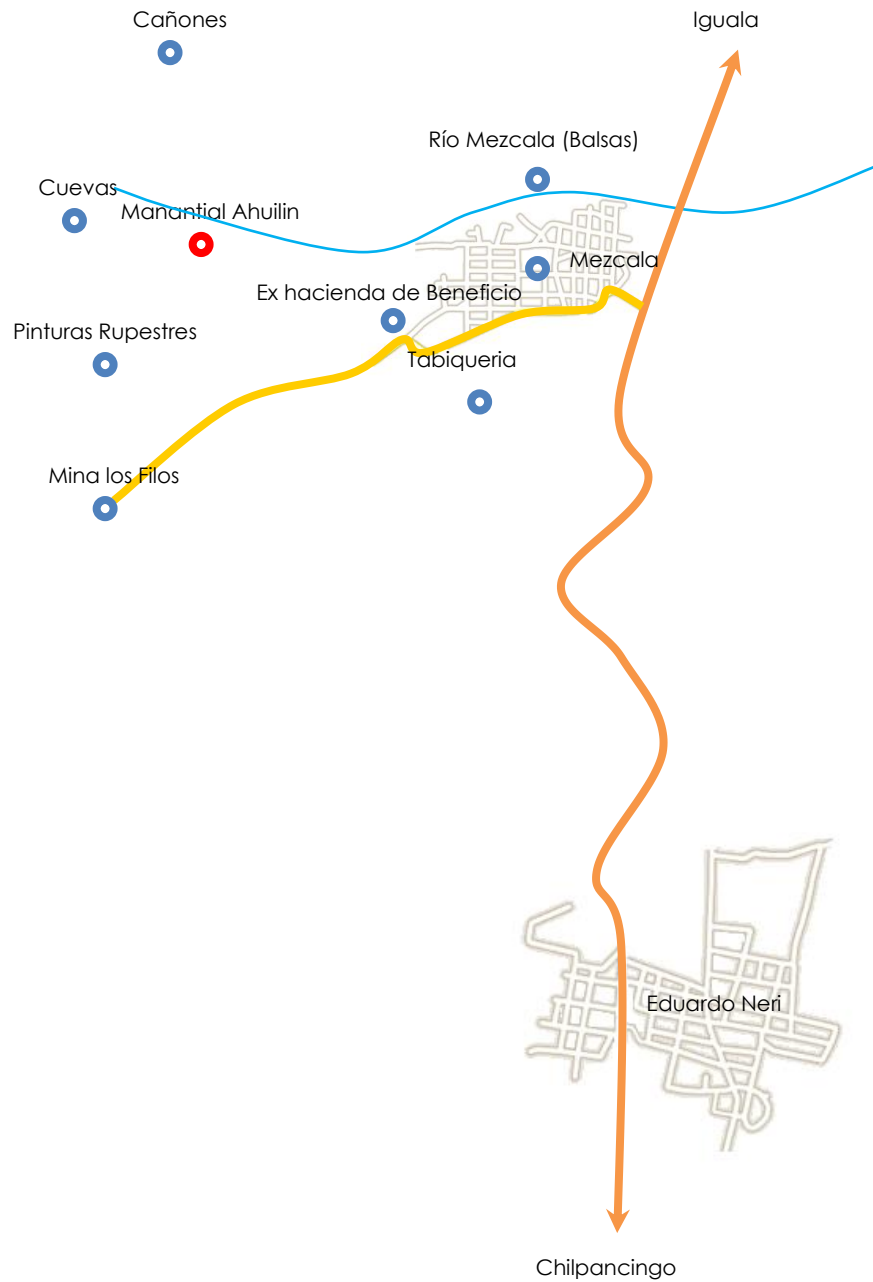 Cañones
Iguala
Río Mezcala (Balsas)
Cuevas
Manantial Ahuilin
Mezcala
Ex hacienda de Beneficio
Pinturas Rupestres
Tabiqueria
Mina los Filos
Eduardo Neri
Chilpancingo